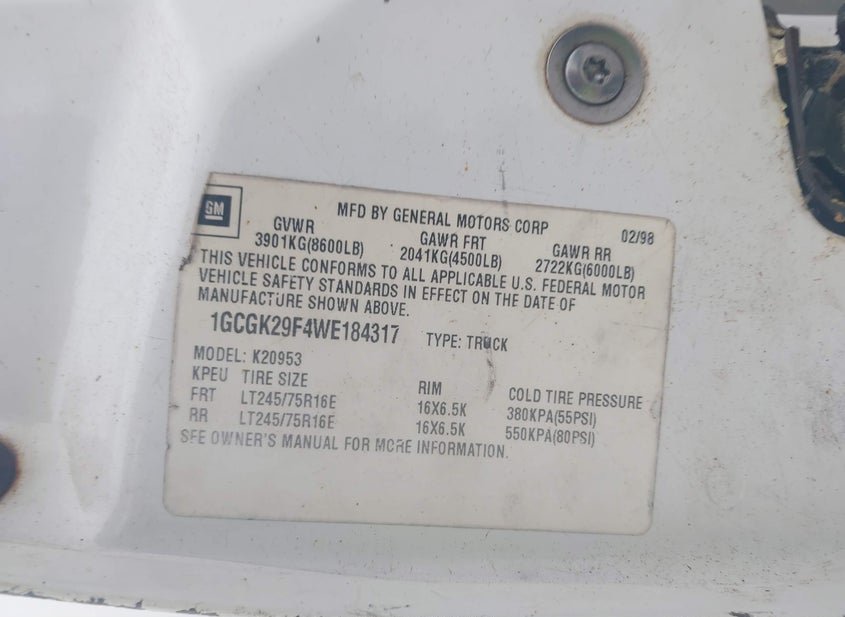 GM
MFD BY GENERAL MOTORS CORP 02/98
GVWR GAWR FRT GAWR RR
3901KG(8600LB) 2041KG(4500LB) 2722KG(6000LB)
THIS VEHICLE CONFORMS TO ALL APPLICABLE U.S. FEDERAL MOTOR
VEHICLE SAFETY STANDARDS IN EFFECT ON THE DATE OF
MANUFACTURE SHOWN ABOVE.
1GCGK29F4WE184317 TYPE: TRUCK
MODEL: K20953
KPEU TIRE SIZE RIM COLD TIRE PRESSURE
FRT LT245/75R16E 16X6.5K 380KPA(55PSI)
RR LT245/75R16E 16X6.5K 550KPA(80PSI)
SEE OWNER'S MANUAL FOR MORE INFORMATION.